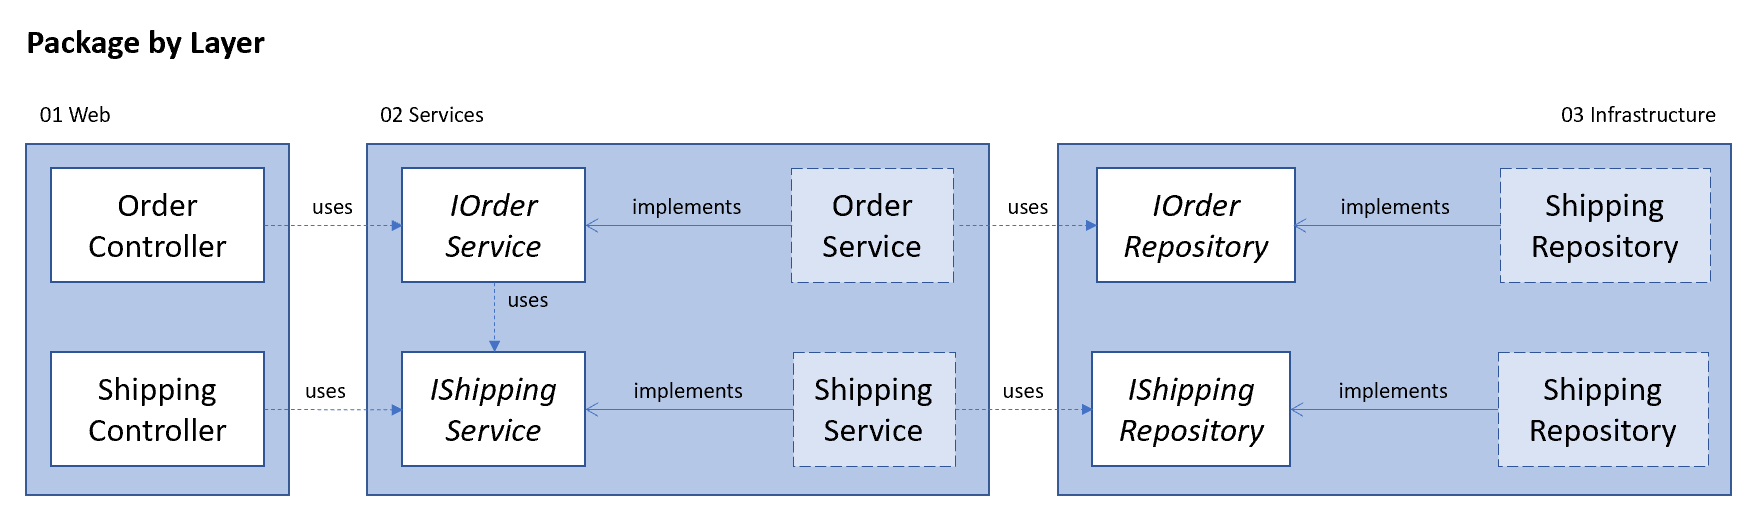 Package by Layer
01 Web
02 Services
03 Infrastructure
Order
Controller
uses
IOrder
Service
implements
Order
Service
uses
IOrder
Repository
implements
Shipping
Repository
uses
Shipping
Controller
uses
IShipping
Service
implements
Shipping
Service
uses
IShipping
Repository
implements
Shipping
Repository